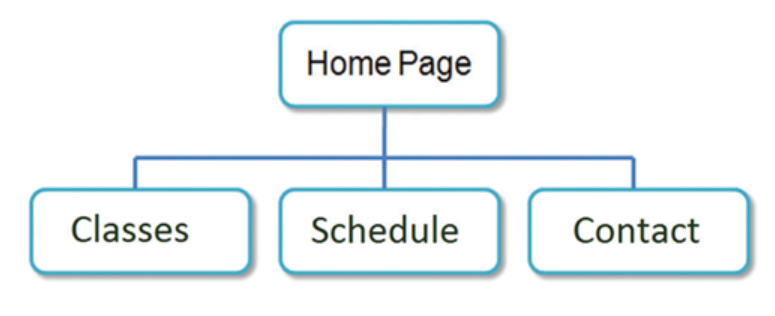 Home Page
Classes
Schedule
Contact